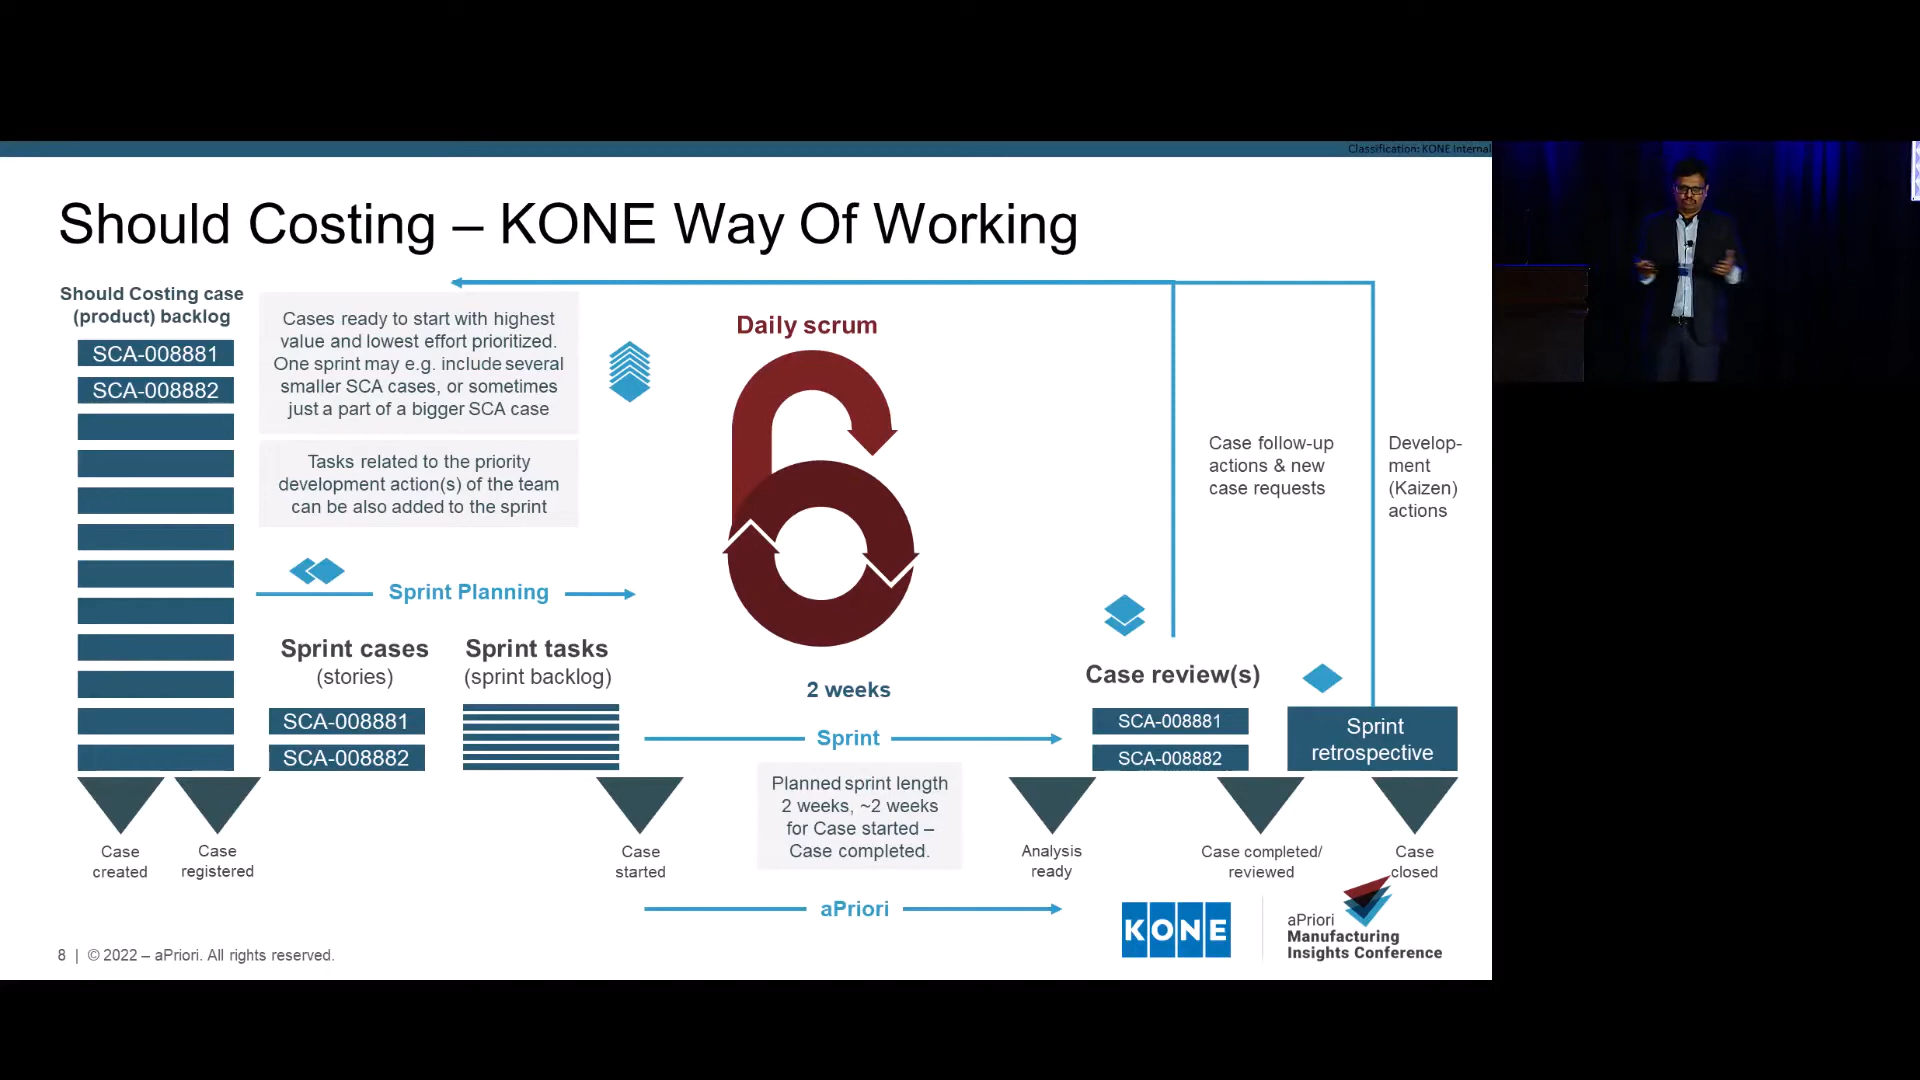 Classification: KONE Internal
Should Costing – KONE Way Of Working
Should Costing case
(product) backlog
SCA-008881
SCA-008882
Cases ready to start with highest
value and lowest effort prioritized.
One sprint may e.g. include several
smaller SCA cases, or sometimes
just a part of a bigger SCA case
Tasks related to the priority
development action(s) of the team
can be also added to the sprint
Sprint Planning
Sprint cases
(stories)
SCA-008881
SCA-008882
Sprint tasks
(sprint backlog)
Daily scrum
2 weeks
Sprint
Planned sprint length
2 weeks, ~2 weeks
for Case started –
Case completed.
Case follow-up
actions & new
case requests
Develop-
ment
(Kaizen)
actions
Case review(s)
SCA-008881
SCA-008882
Sprint
retrospective
Case
created
Case
registered
Case
started
Analysis
ready
Case completed/
reviewed
Case
closed
aPriori
KONE
aPriori
Manufacturing
Insights Conference
8 | © 2022 – aPriori. All rights reserved.